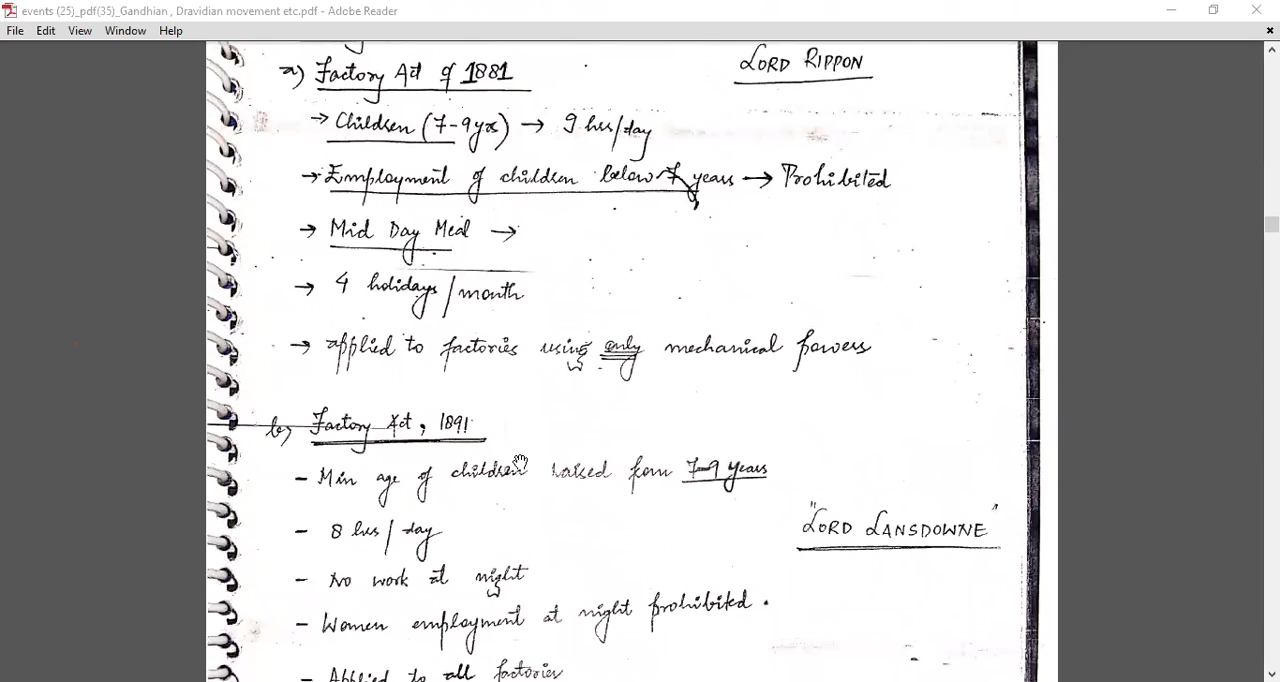 events (25)_pdf(35)_Gandhian , Dravidian movement etc.pdf - Adobe Reader
File Edit View Window Help
a) Factory Act of 1881
LORD RIPPON
→ Children (7-9yrs) → 9 hrs/day
→ Employment of children below 7 years → Prohibited
→ Mid Day Meal →
→ 4 holidays/month
→ applied to factories using only mechanical powers
b) Factory Act, 1891
- Min age of children raised from 7-9 years
- 8 hrs/day
"LORD LANSDOWNE"
- No work at night
- Women employment at night prohibited.
- Applied to all factories